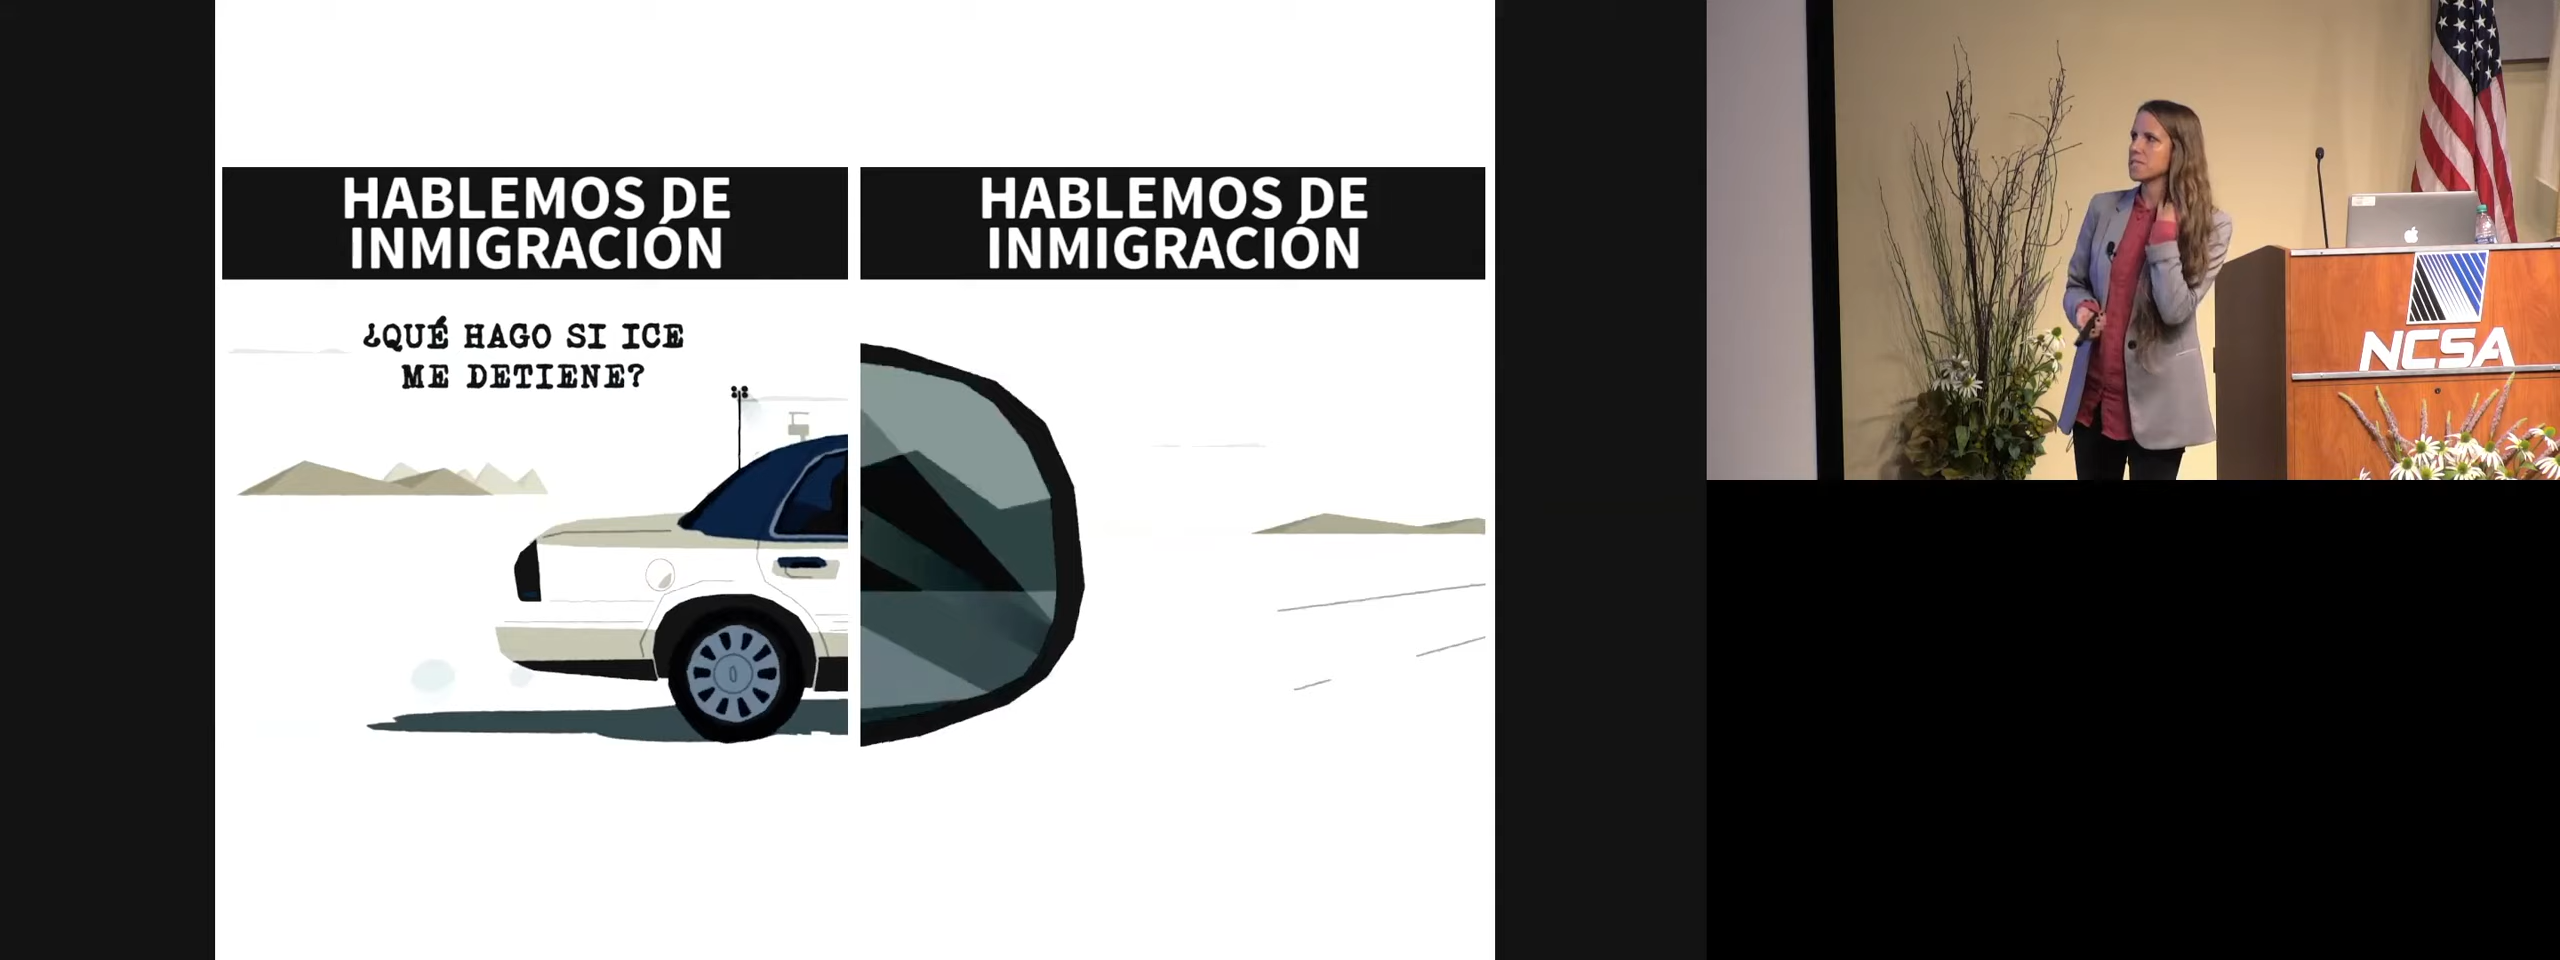 HABLEMOS DE
INMIGRACIÓN
¿QUÉ HAGO SI ICE
ME DETIENE?
HABLEMOS DE
INMIGRACIÓN
NCSA